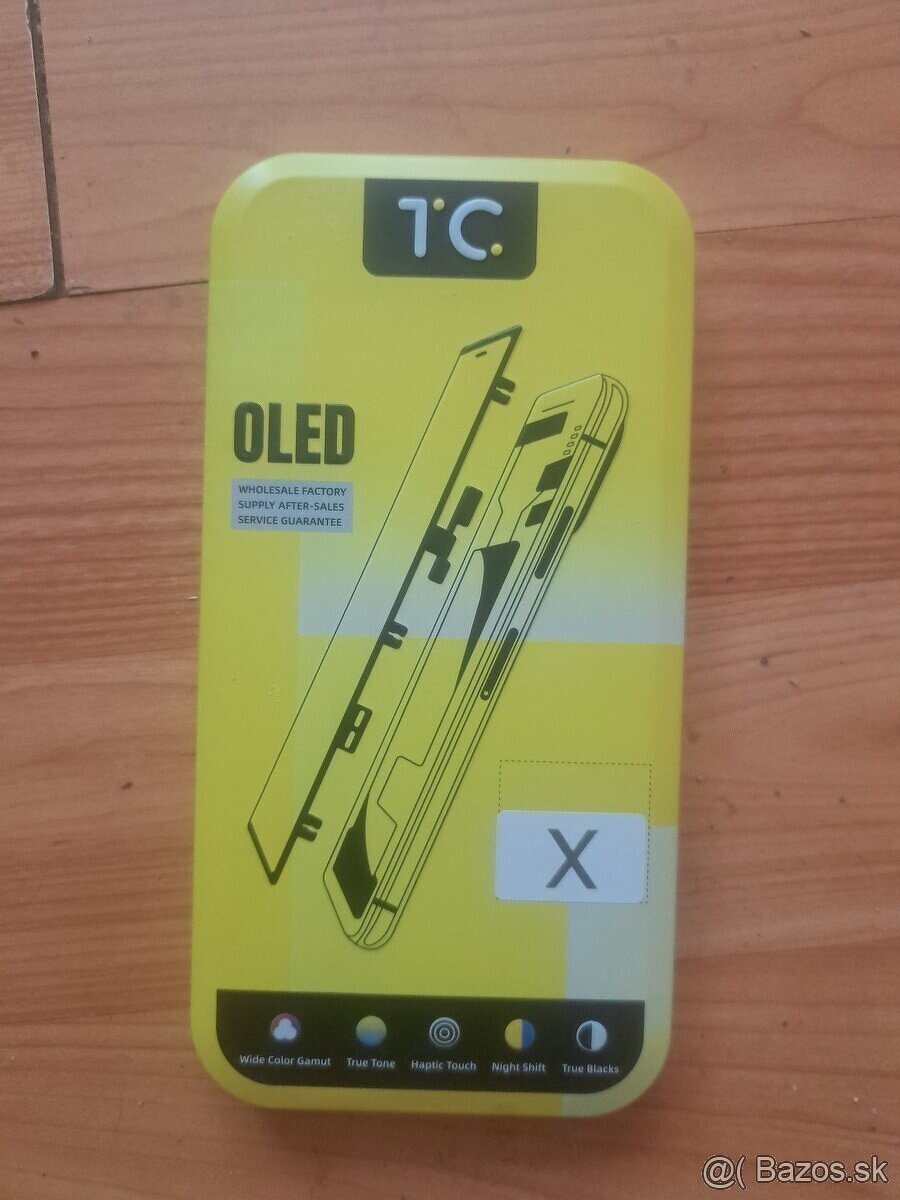 TC
OLED
WHOLESALE FACTORY
SUPPLY AFTER-SALES
SERVICE GUARANTEE
X
Wide Color Gamut True Tone Haptic Touch Night Shift True Blacks
@( Bazos.sk